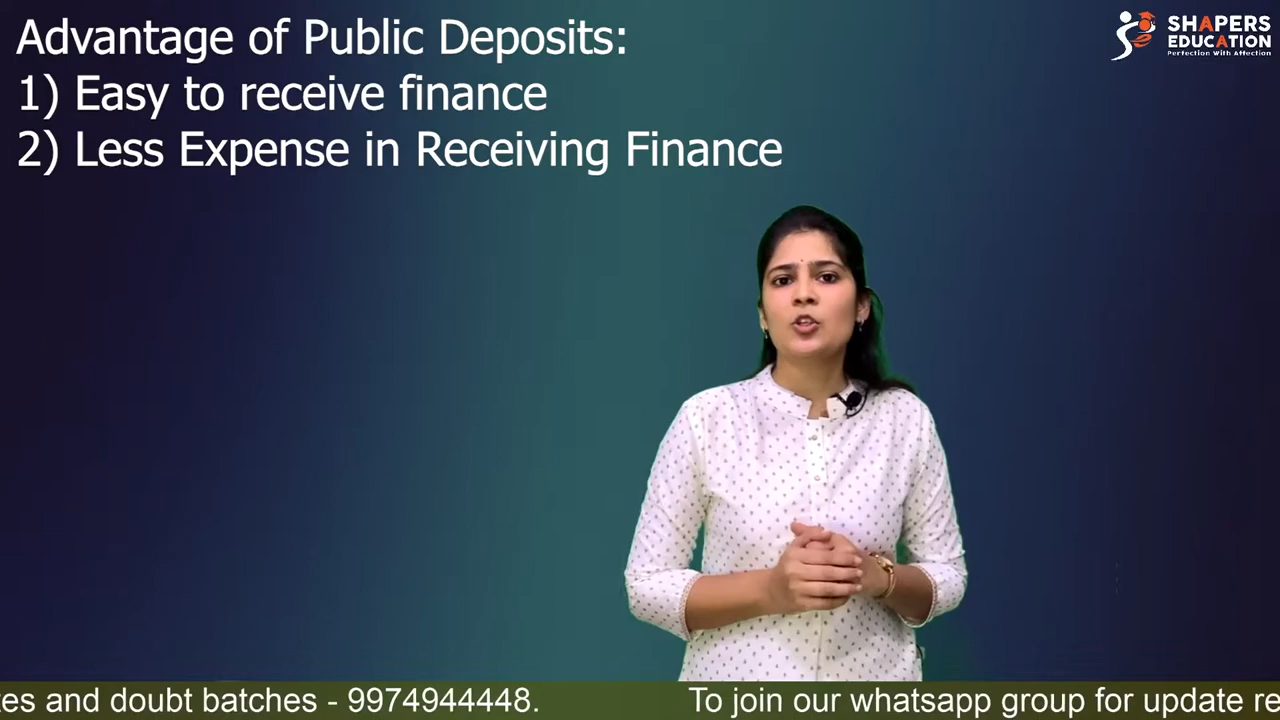 Advantage of Public Deposits:
1) Easy to receive finance
2) Less Expense in Receiving Finance
SHAPERS
EDUCATION
Perfection With Affection
tes and doubt batches - 9974944448. To join our whatsapp group for update re